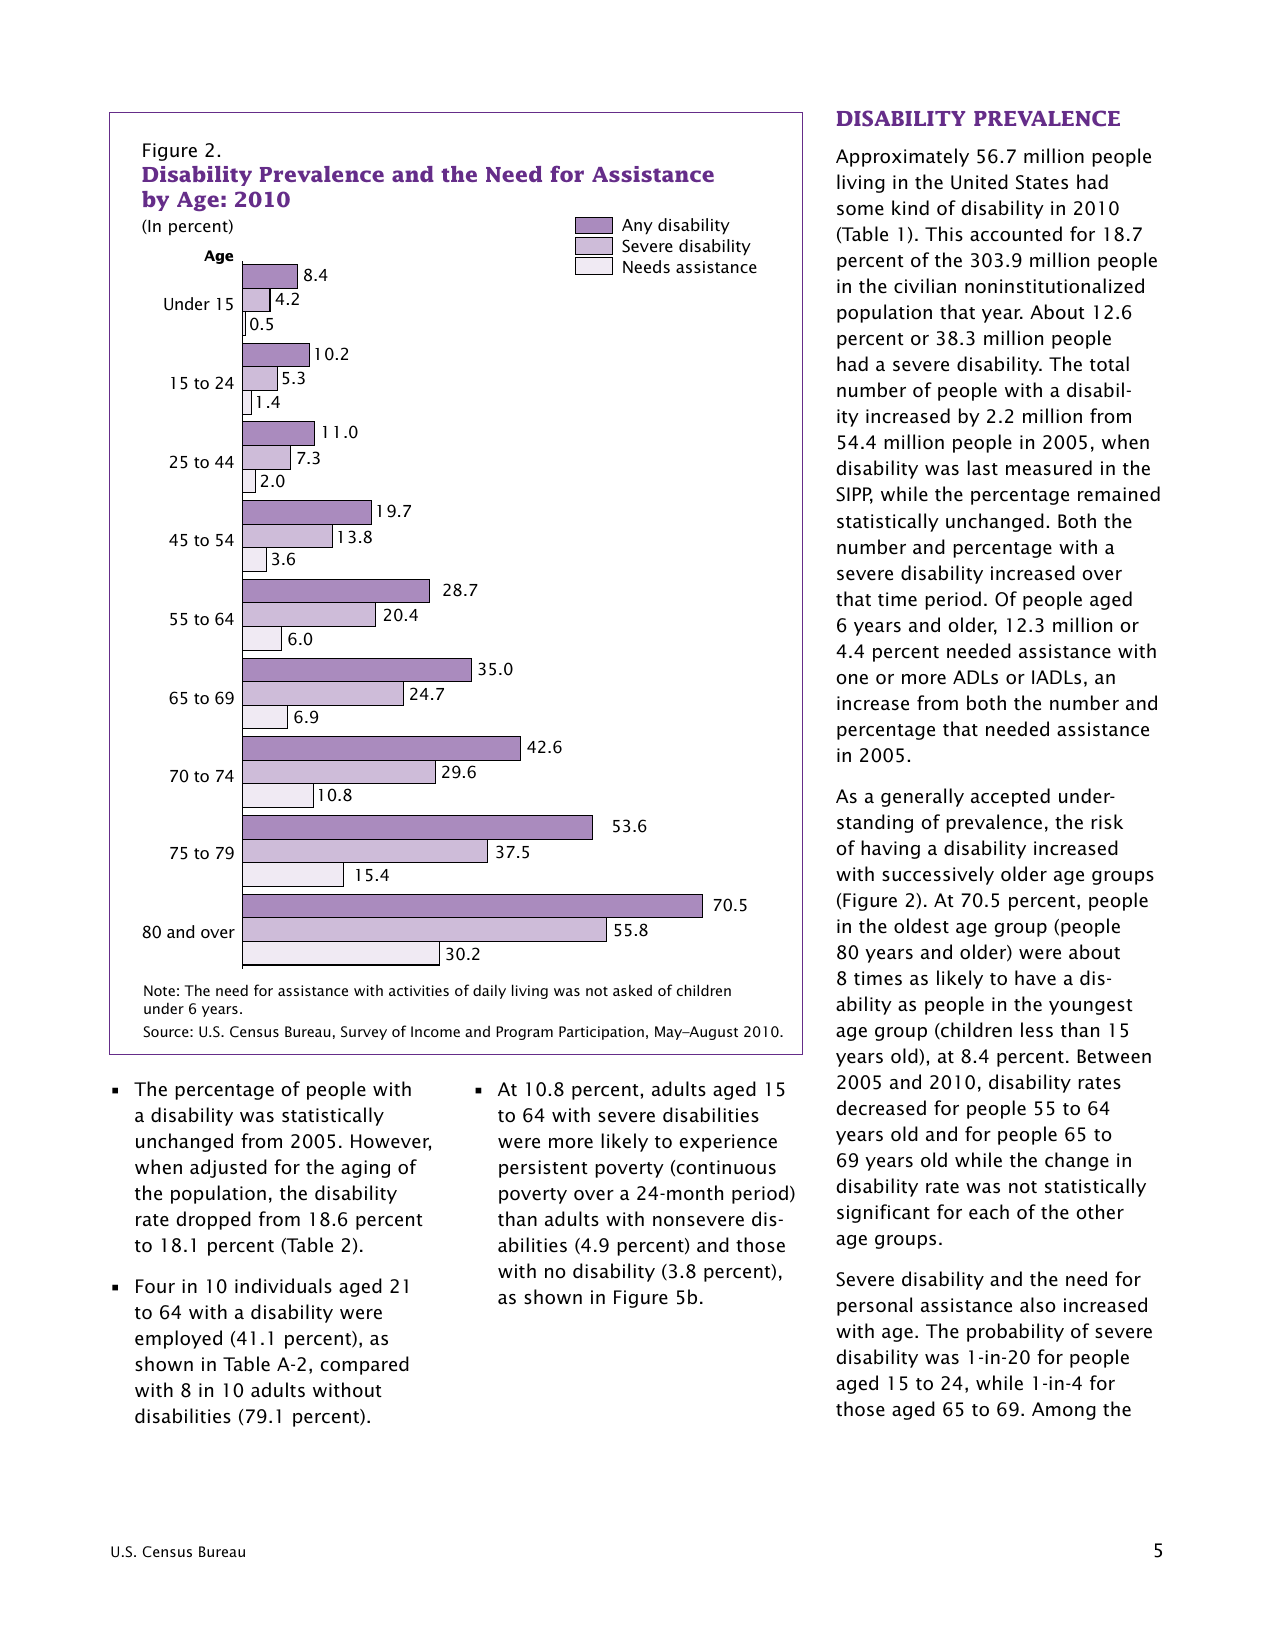 Figure 2.
Disability Prevalence and the Need for Assistance
by Age: 2010
(In percent)
Any disability
Severe disability
Needs assistance
Age
Under 15
8.4
4.2
0.5
15 to 24
10.2
5.3
1.4
25 to 44
11.0
7.3
2.0
45 to 54
19.7
13.8
3.6
55 to 64
28.7
20.4
6.0
65 to 69
35.0
24.7
6.9
70 to 74
42.6
29.6
10.8
75 to 79
53.6
37.5
15.4
80 and over
70.5
55.8
30.2
Note: The need for assistance with activities of daily living was not asked of children
under 6 years.
Source: U.S. Census Bureau, Survey of Income and Program Participation, May–August 2010.
▪ The percentage of people with
a disability was statistically
unchanged from 2005. However,
when adjusted for the aging of
the population, the disability
rate dropped from 18.6 percent
to 18.1 percent (Table 2).
▪ Four in 10 individuals aged 21
to 64 with a disability were
employed (41.1 percent), as
shown in Table A-2, compared
with 8 in 10 adults without
disabilities (79.1 percent).
▪ At 10.8 percent, adults aged 15
to 64 with severe disabilities
were more likely to experience
persistent poverty (continuous
poverty over a 24-month period)
than adults with nonsevere dis-
abilities (4.9 percent) and those
with no disability (3.8 percent),
as shown in Figure 5b.
DISABILITY PREVALENCE
Approximately 56.7 million people
living in the United States had
some kind of disability in 2010
(Table 1). This accounted for 18.7
percent of the 303.9 million people
in the civilian noninstitutionalized
population that year. About 12.6
percent or 38.3 million people
had a severe disability. The total
number of people with a disabil-
ity increased by 2.2 million from
54.4 million people in 2005, when
disability was last measured in the
SIPP, while the percentage remained
statistically unchanged. Both the
number and percentage with a
severe disability increased over
that time period. Of people aged
6 years and older, 12.3 million or
4.4 percent needed assistance with
one or more ADLs or IADLs, an
increase from both the number and
percentage that needed assistance
in 2005.
As a generally accepted under-
standing of prevalence, the risk
of having a disability increased
with successively older age groups
(Figure 2). At 70.5 percent, people
in the oldest age group (people
80 years and older) were about
8 times as likely to have a dis-
ability as people in the youngest
age group (children less than 15
years old), at 8.4 percent. Between
2005 and 2010, disability rates
decreased for people 55 to 64
years old and for people 65 to
69 years old while the change in
disability rate was not statistically
significant for each of the other
age groups.
Severe disability and the need for
personal assistance also increased
with age. The probability of severe
disability was 1-in-20 for people
aged 15 to 24, while 1-in-4 for
those aged 65 to 69. Among the
U.S. Census Bureau
5